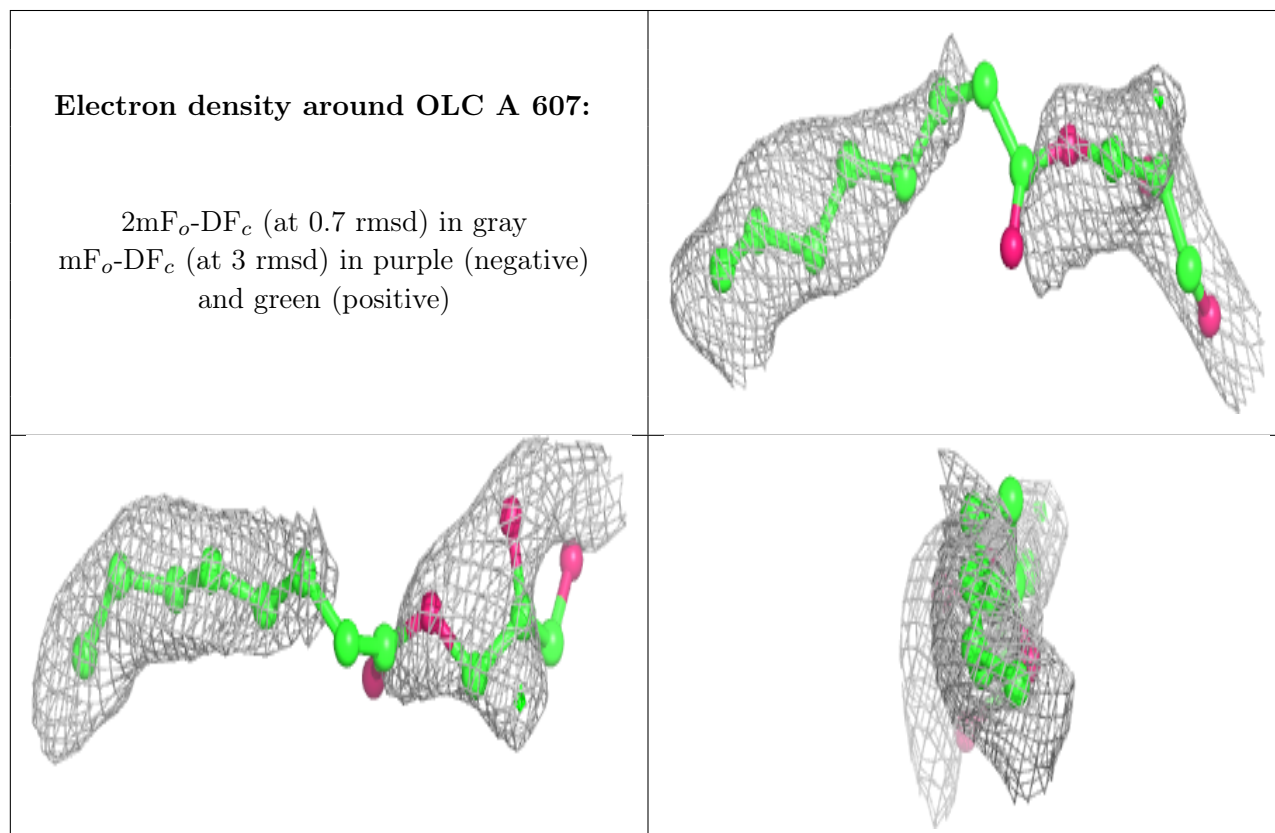 Electron density around OLC A 607:
2mFₒ-DF𝒸 (at 0.7 rmsd) in gray
mFₒ-DF𝒸 (at 3 rmsd) in purple (negative)
and green (positive)